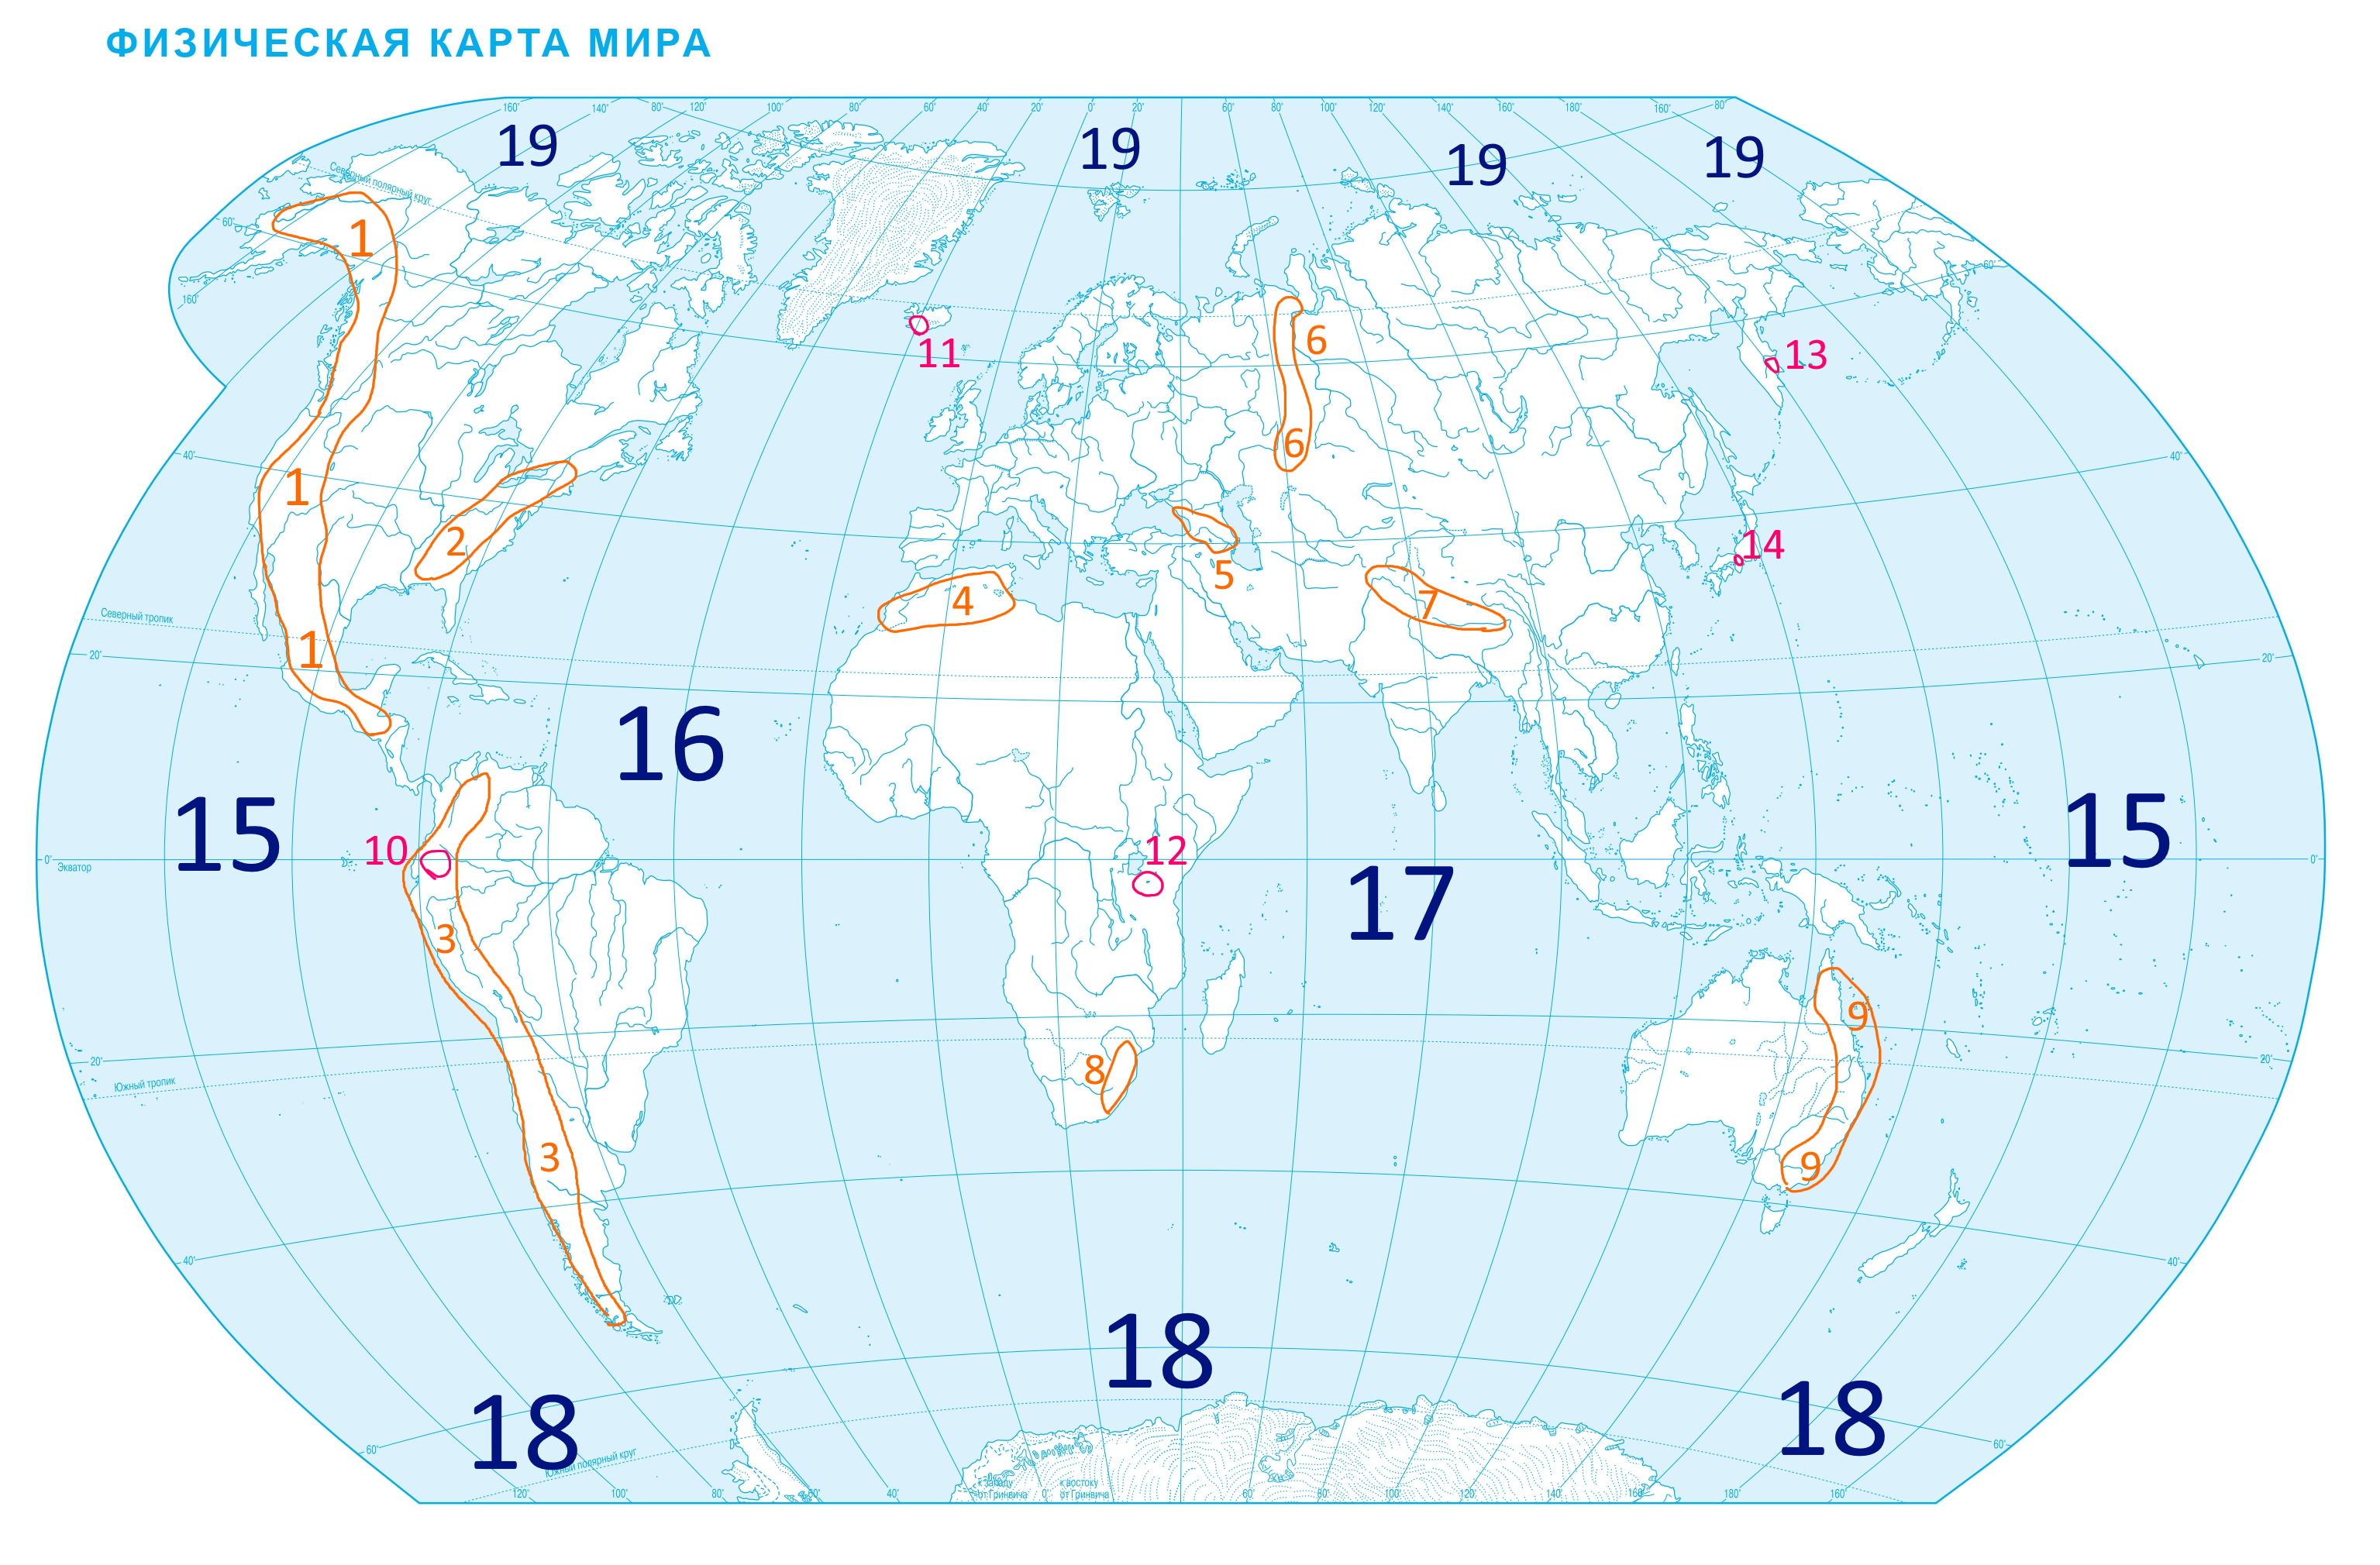 ФИЗИЧЕСКАЯ КАРТА МИРА
160° 140° 80° 120° 100° 80° 60° 40° 20° 0° 20° 60° 80° 100° 120° 140° 160° 180° 160° 80°
19 19 19 19
Северный полярный круг
60° 1 60°
160°
11 6 13
40° 1 6 40°
2 14
4 5 7
Северный тропик
1
20° 20°
16
15 15
10 12
0° Экватор 0°
17
3
9
20° 20°
Южный тропик
8
3 9
40° 40°
18
18 18
60° 60°
Южный полярный круг
к западу от Гринвича
к востоку от Гринвича
120° 100° 80° 60° 40° 0° 60° 80° 100° 120° 140° 160° 180° 160°